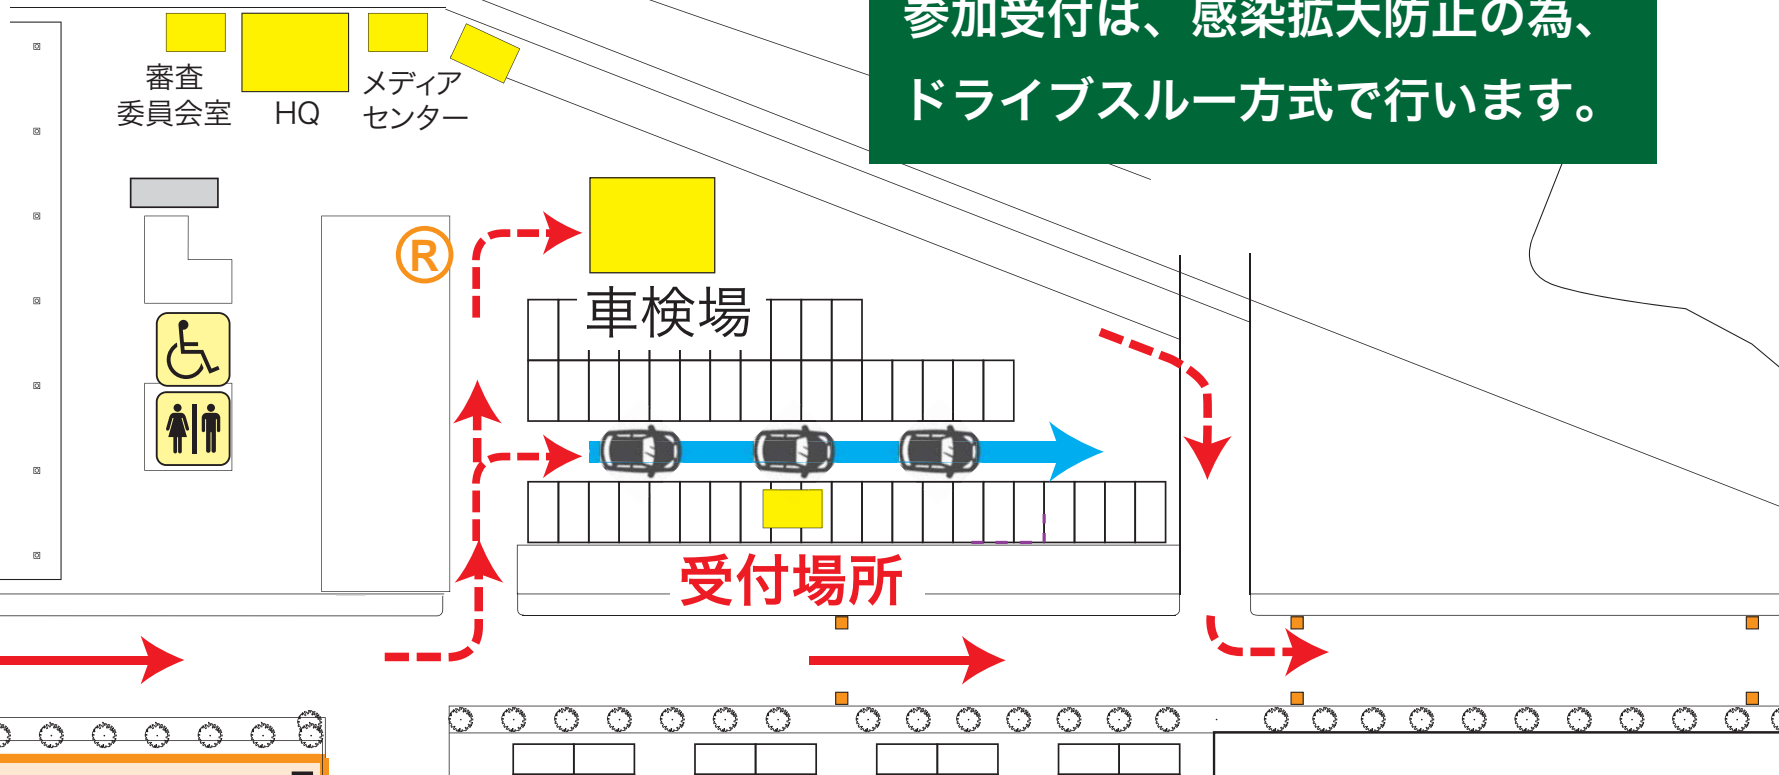 参加受付は、感染拡大防止の為、
ドライブスルー方式で行います。
審査
委員会室
HQ
メディア
センター
Ⓡ
車検場
受付場所